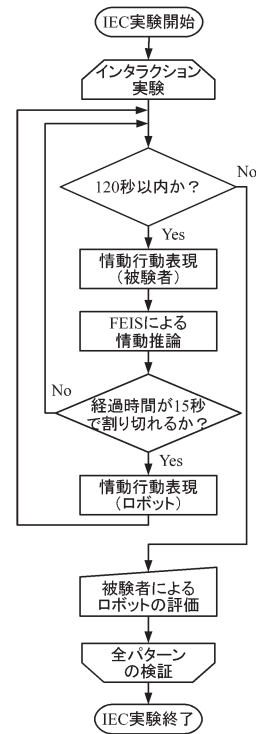 IEC実験開始
インタラクション
実験
120秒以内か？
No
Yes
情動行動表現
(被験者)
FEISによる
情動推論
No
経過時間が15秒
で割り切れるか？
Yes
情動行動表現
(ロボット)
被験者による
ロボットの評価
全パターン
の検証
IEC実験終了